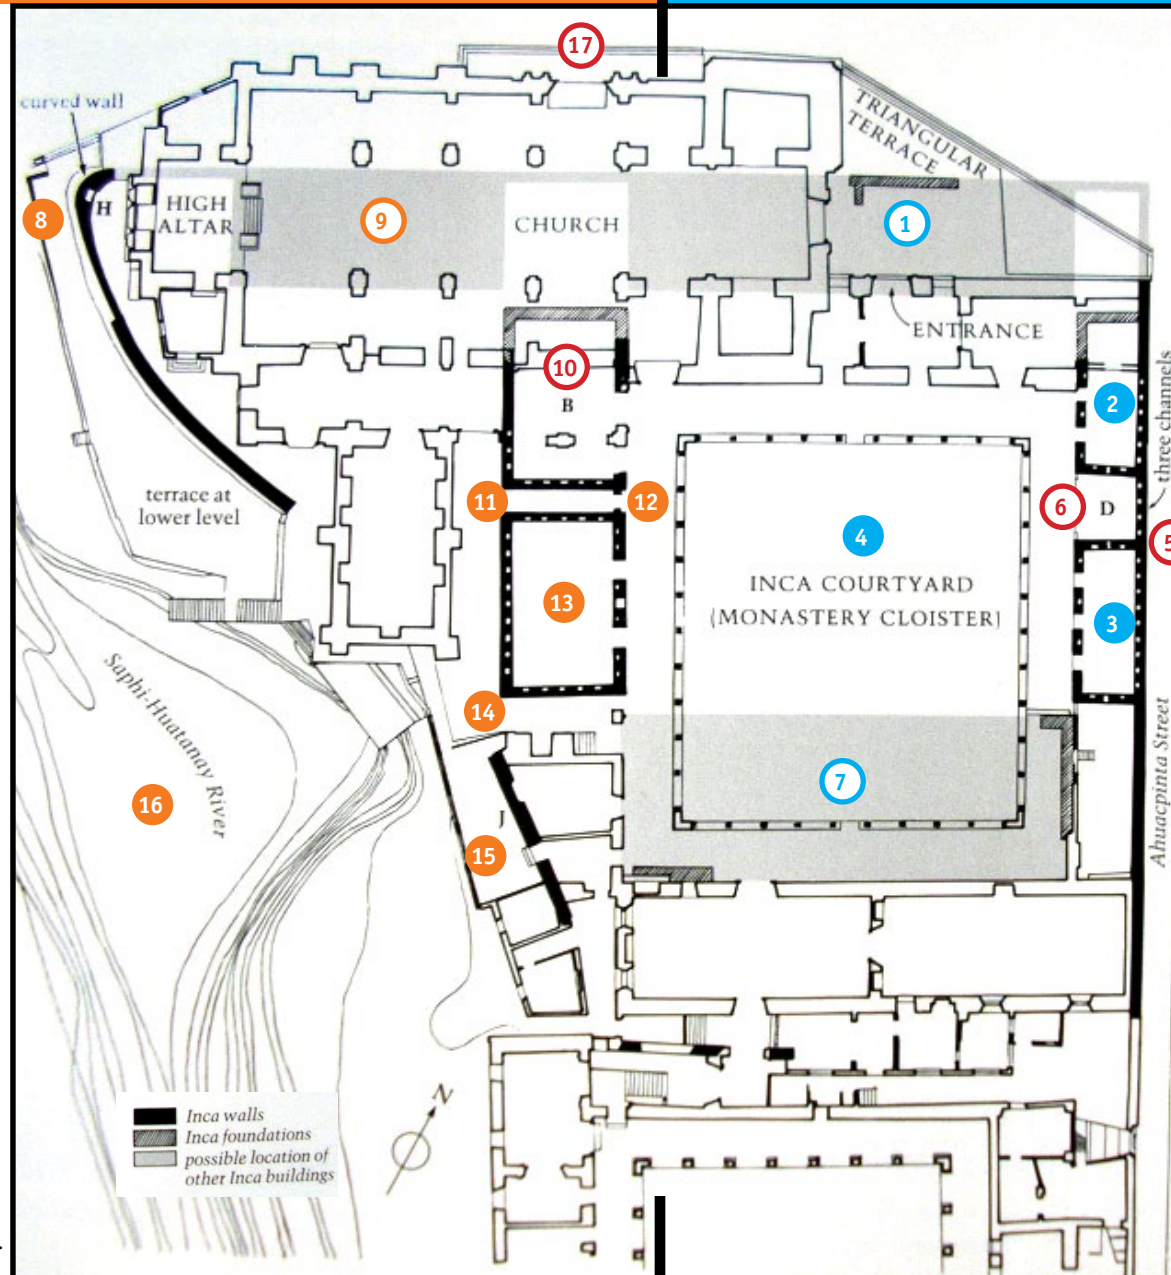 17
curved wall
TRIANGULAR
TERRACE
8
H
HIGH
ALTAR
9
CHURCH
1
ENTRANCE
10
B
2
three channels
terrace at
lower level
11
12
4
6
D
5
INCA COURTYARD
(MONASTERY CLOISTER)
13
3
Saphi-Huatanay
River
14
7
Ahuacpinta Street
16
J
15
N
Inca walls
Inca foundations
possible location of
other Inca buildings